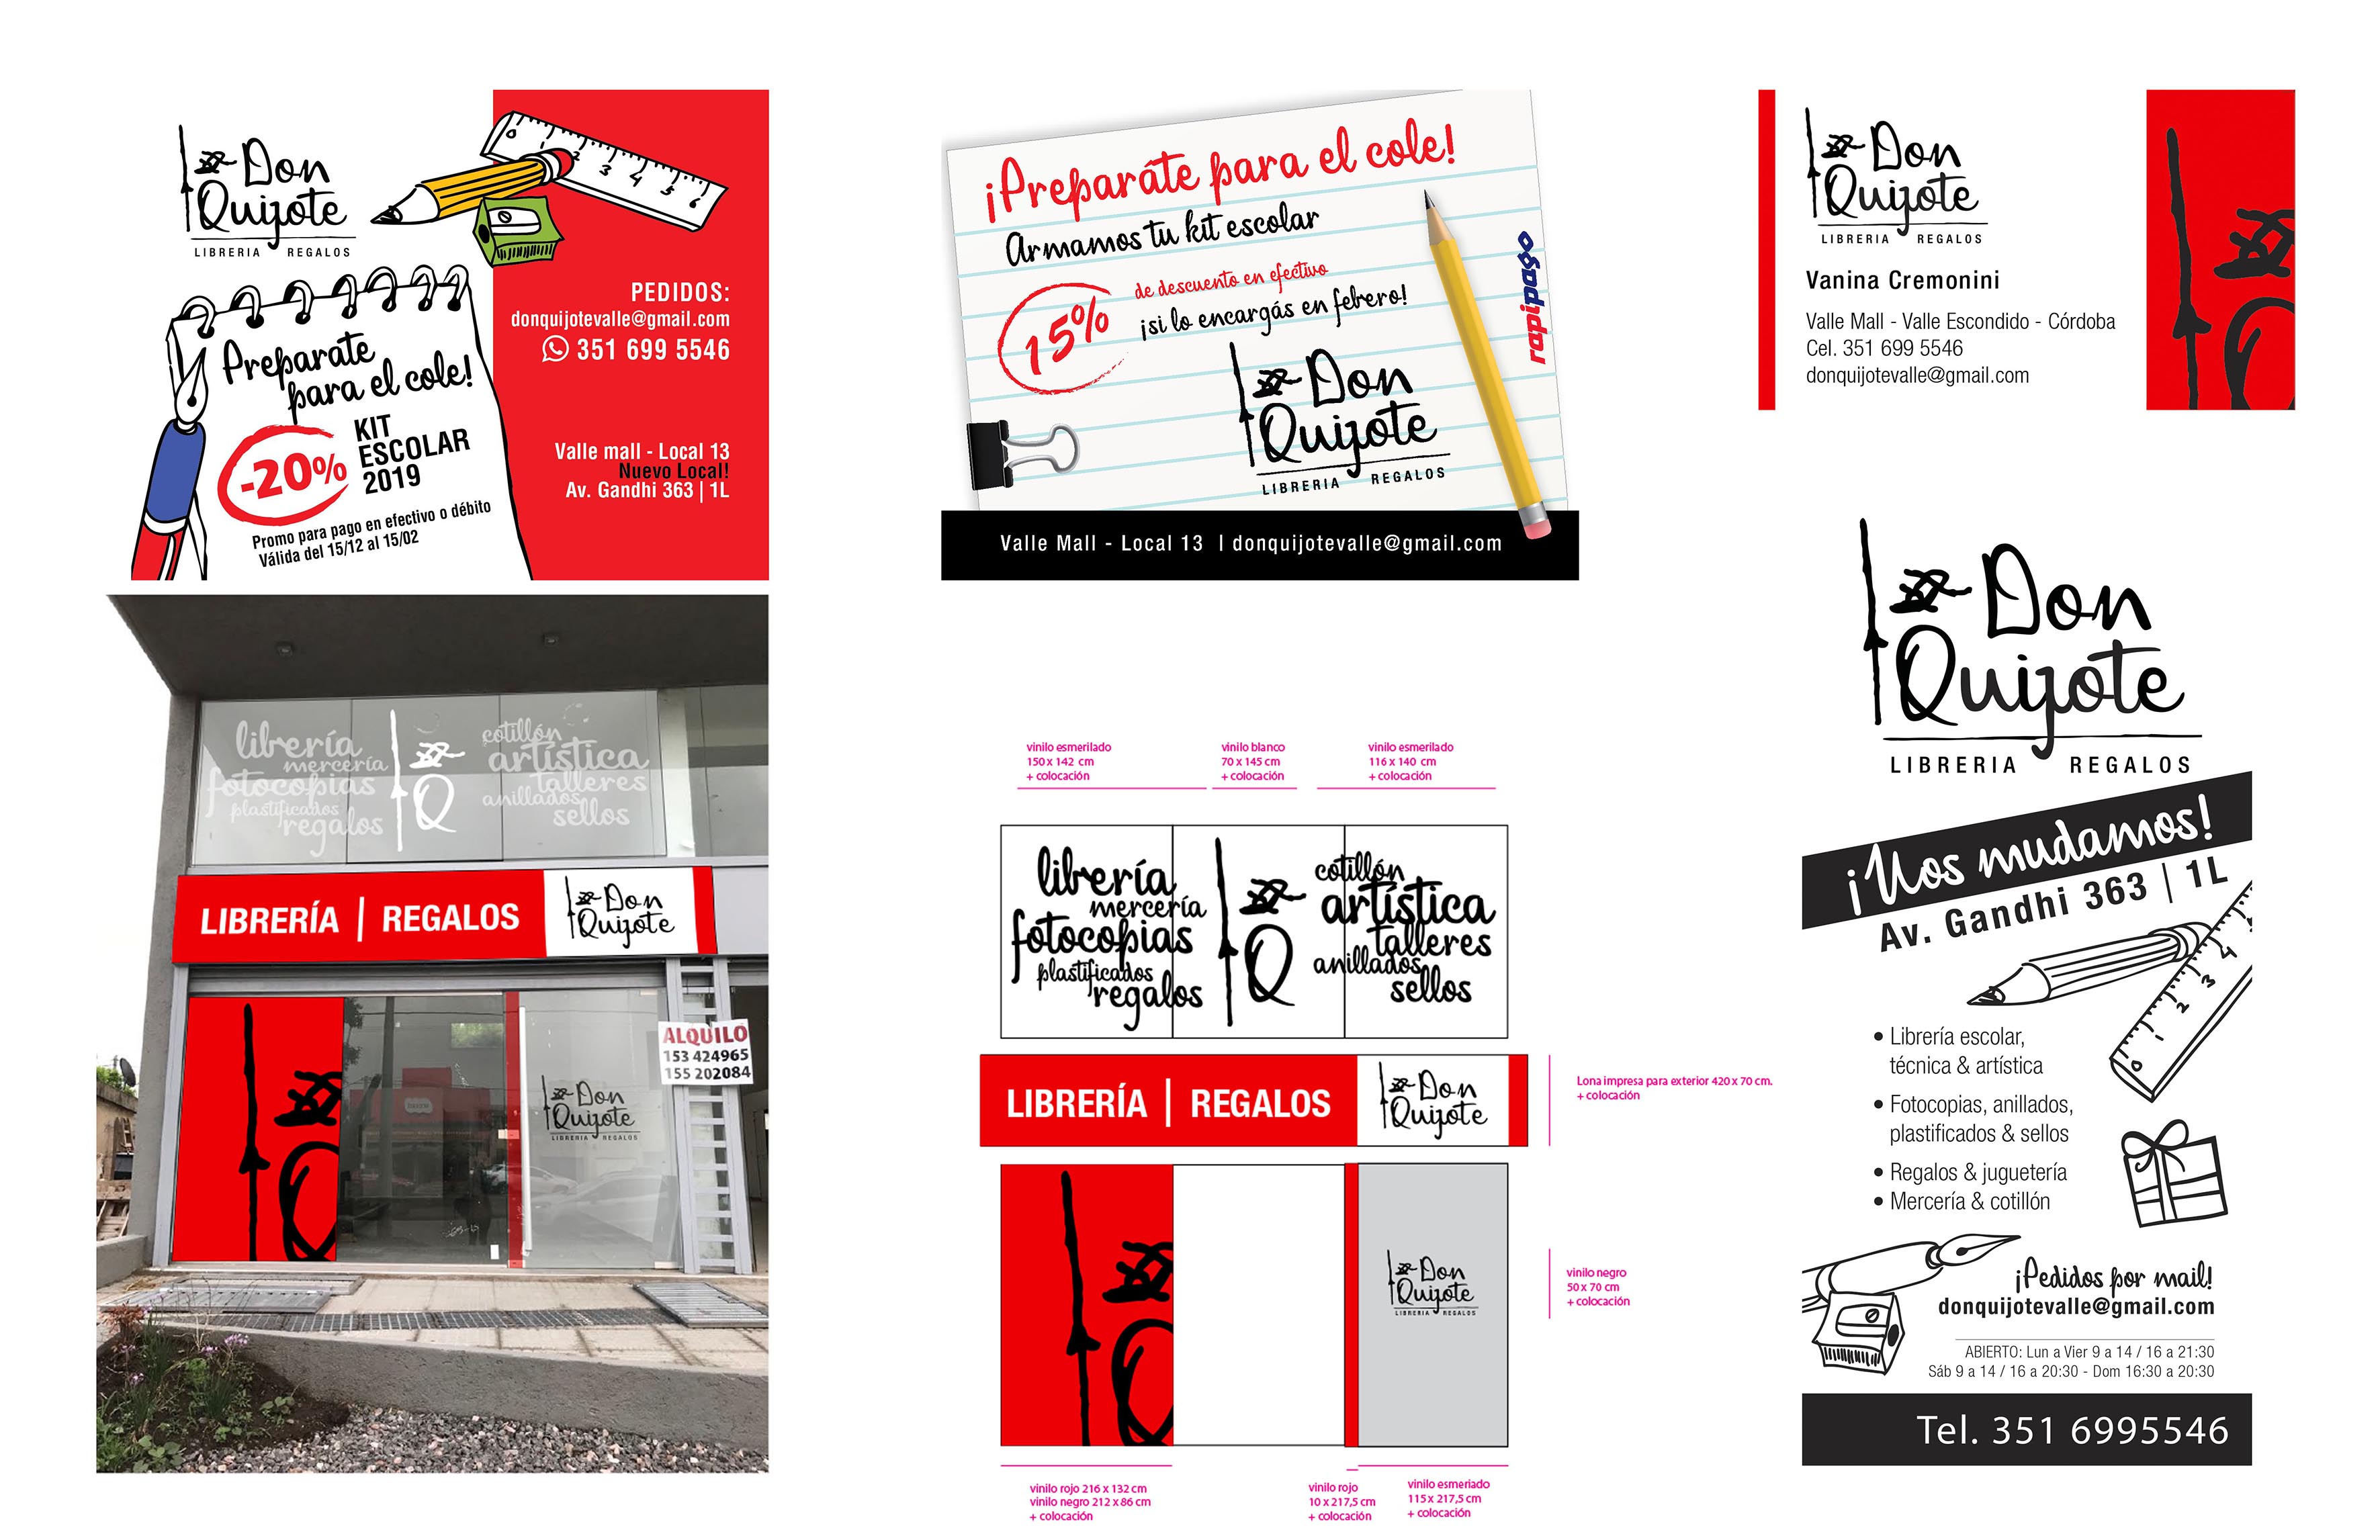 Don
Quijote
LIBRERIA REGALOS
0 1 2 3 4 5 6
Preparate
para el cole!
-20%
KIT
ESCOLAR
2019
Promo para pago en efectivo o débito
Válida del 15/12 al 15/02
PEDIDOS:
donquijotevalle@gmail.com
351 699 5546
Valle mall - Local 13
Nuevo Local!
Av. Gandhi 363 | 1L
¡Preparáte para el cole!
Armamos tu kit escolar
15%
de descuento en efectivo
¡si lo encargás en febrero!
rapipago
Don
Quijote
LIBRERIA REGALOS
Valle Mall - Local 13 | donquijotevalle@gmail.com
Don
Quijote
LIBRERIA REGALOS
Vanina Cremonini
Valle Mall - Valle Escondido - Córdoba
Cel. 351 699 5546
donquijotevalle@gmail.com
librería
mercería
fotocopias
plastificados
regalos
Q
cotillón
artística
talleres
anillados
sellos
LIBRERÍA | REGALOS
Don
Quijote
ALQUILO
153 424965
155 202084
Don
Quijote
LIBRERIA REGALOS
vinilo esmerilado
150 x 142 cm
+ colocación
vinilo blanco
70 x 145 cm
+ colocación
vinilo esmerilado
116 x 140 cm
+ colocación
librería
mercería
fotocopias
plastificados
regalos
Q
cotillón
artística
talleres
anillados
sellos
LIBRERÍA | REGALOS
Don
Quijote
Lona impresa para exterior 420 x 70 cm.
+ colocación
Don
Quijote
LIBRERIA REGALOS
vinilo negro
50 x 70 cm
+ colocación
vinilo rojo 216 x 132 cm
vinilo negro 212 x 86 cm
+ colocación
vinilo rojo
10 x 217,5 cm
+ colocación
vinilo esmeriado
115 x 217,5 cm
+ colocación
Don
Quijote
LIBRERIA REGALOS
¡Nos mudamos!
Av. Gandhi 363 | 1L
0 1 2 3 4
• Librería escolar,
técnica & artística
• Fotocopias, anillados,
plastificados & sellos
• Regalos & juguetería
• Mercería & cotillón
¡Pedidos por mail!
donquijotevalle@gmail.com
ABIERTO: Lun a Vier 9 a 14 / 16 a 21:30
Sáb 9 a 14 / 16 a 20:30 - Dom 16:30 a 20:30
Tel. 351 6995546